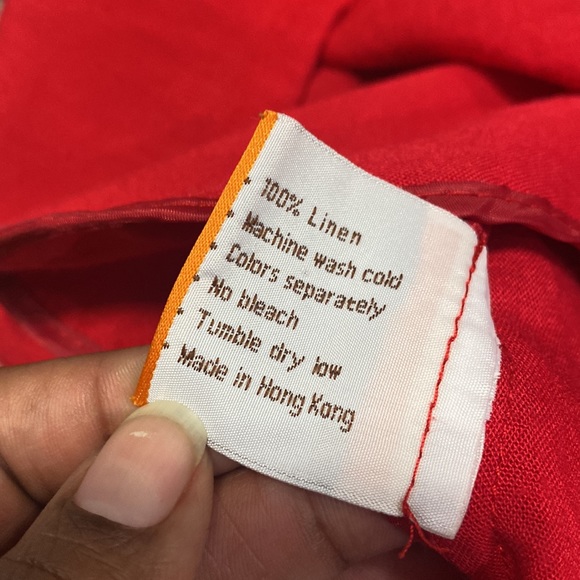 • 100% Linen
• Machine wash cold
• Colors separately
• No bleach
• Tumble dry low
• Made in Hong Kong